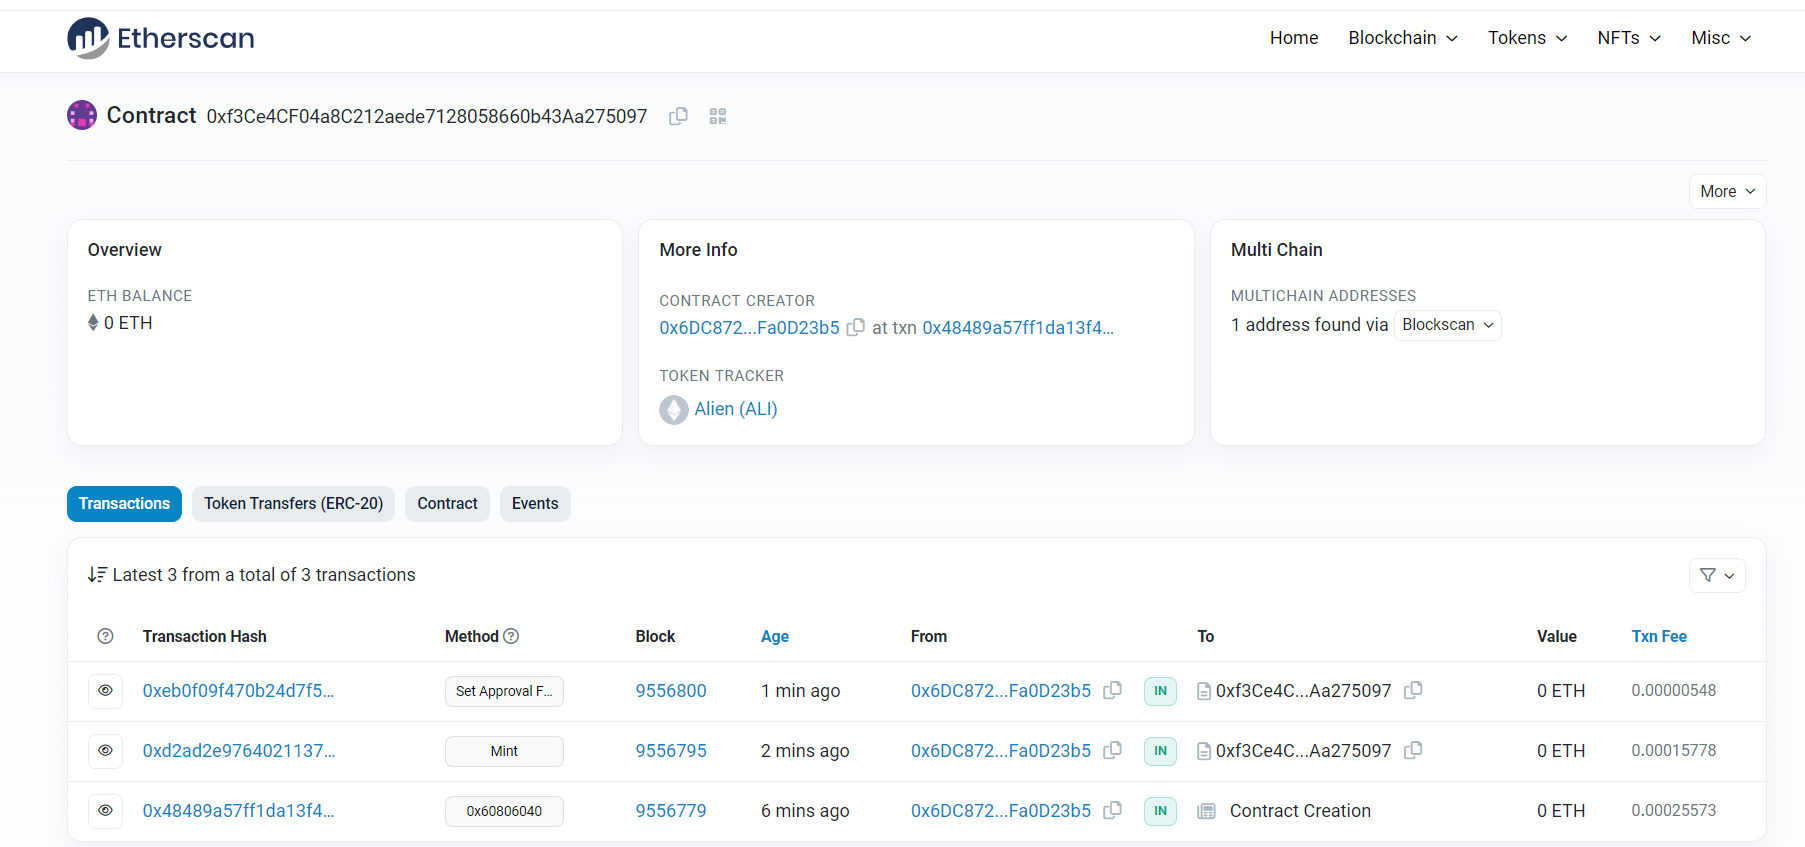 Etherscan
Home Blockchain Tokens NFTs Misc
Contract 0xf3Ce4CF04a8C212aede7128058660b43Aa275097
More
Overview
ETH BALANCE
0 ETH
More Info
CONTRACT CREATOR
0x6DC872...Fa0D23b5 at txn 0x48489a57ff1da13f4...
TOKEN TRACKER
Alien (ALI)
Multi Chain
MULTICHAIN ADDRESSES
1 address found via Blockscan
Transactions Token Transfers (ERC-20) Contract Events
Latest 3 from a total of 3 transactions
Transaction Hash Method Block Age From To Value Txn Fee
0xeb0f09f470b24d7f5... Set Approval F... 9556800 1 min ago 0x6DC872...Fa0D23b5 IN 0xf3Ce4C...Aa275097 0 ETH 0.00000548
0xd2ad2e9764021137... Mint 9556795 2 mins ago 0x6DC872...Fa0D23b5 IN 0xf3Ce4C...Aa275097 0 ETH 0.00015778
0x48489a57ff1da13f4... 0x60806040 9556779 6 mins ago 0x6DC872...Fa0D23b5 IN Contract Creation 0 ETH 0.00025573